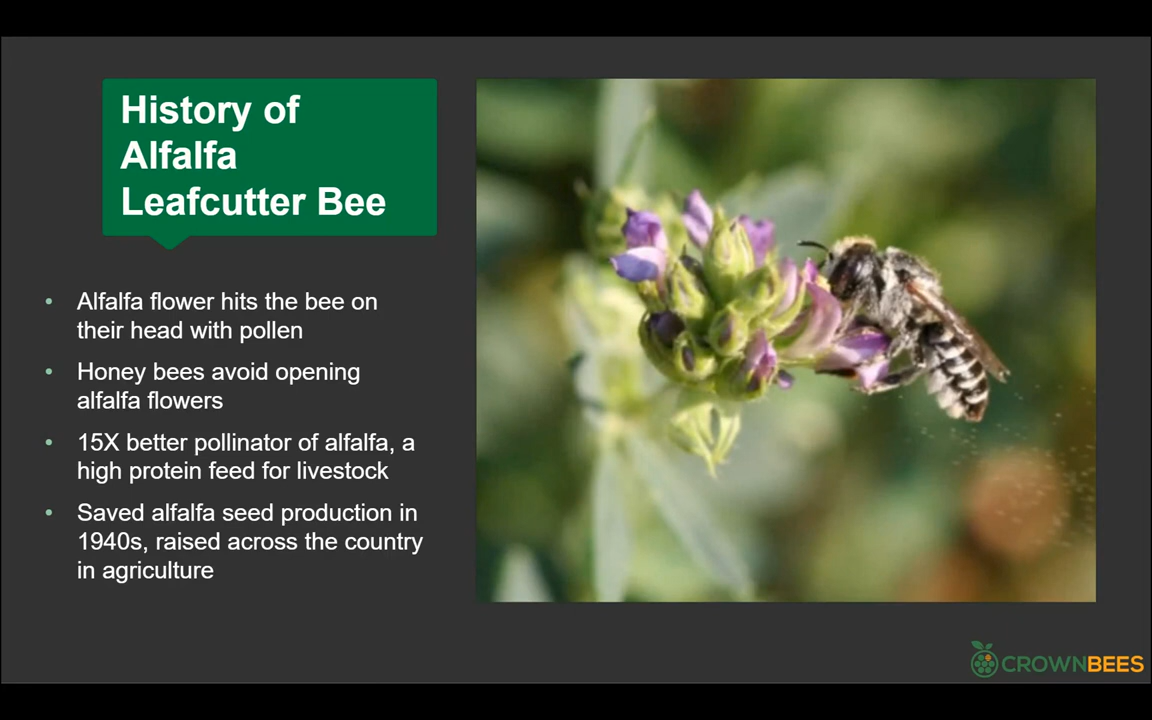 History of
Alfalfa
Leafcutter Bee
• Alfalfa flower hits the bee on
their head with pollen
• Honey bees avoid opening
alfalfa flowers
• 15X better pollinator of alfalfa, a
high protein feed for livestock
• Saved alfalfa seed production in
1940s, raised across the country
in agriculture
CROWNBEES